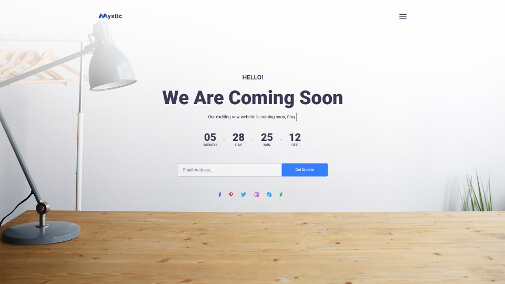 Mystic
HELLO!
We Are Coming Soon
Our exciting new website is coming soon, Stay
05 : 28 : 25 : 12
MONTH DAY MIN SEC
Email Address...
Get Update